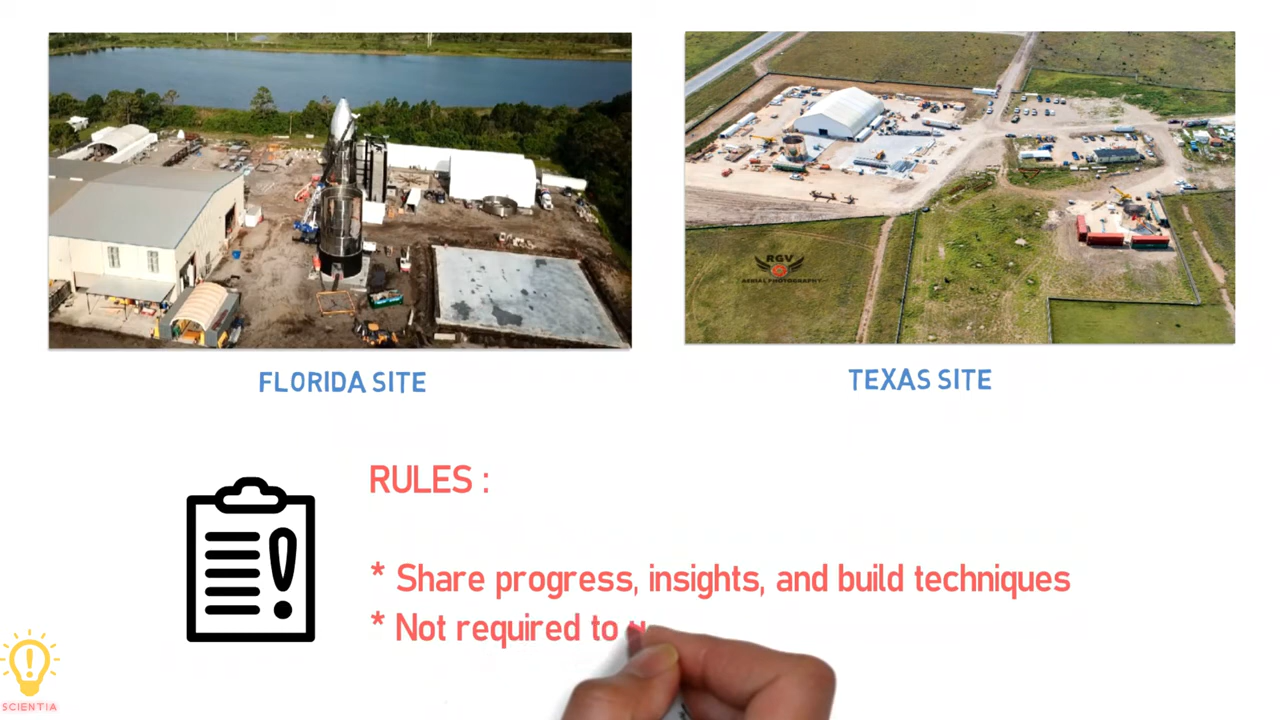 RGV
AERIAL PHOTOGRAPHY
FLORIDA SITE
TEXAS SITE
RULES :
* Share progress, insights, and build techniques
* Not required to
SCIENTIA